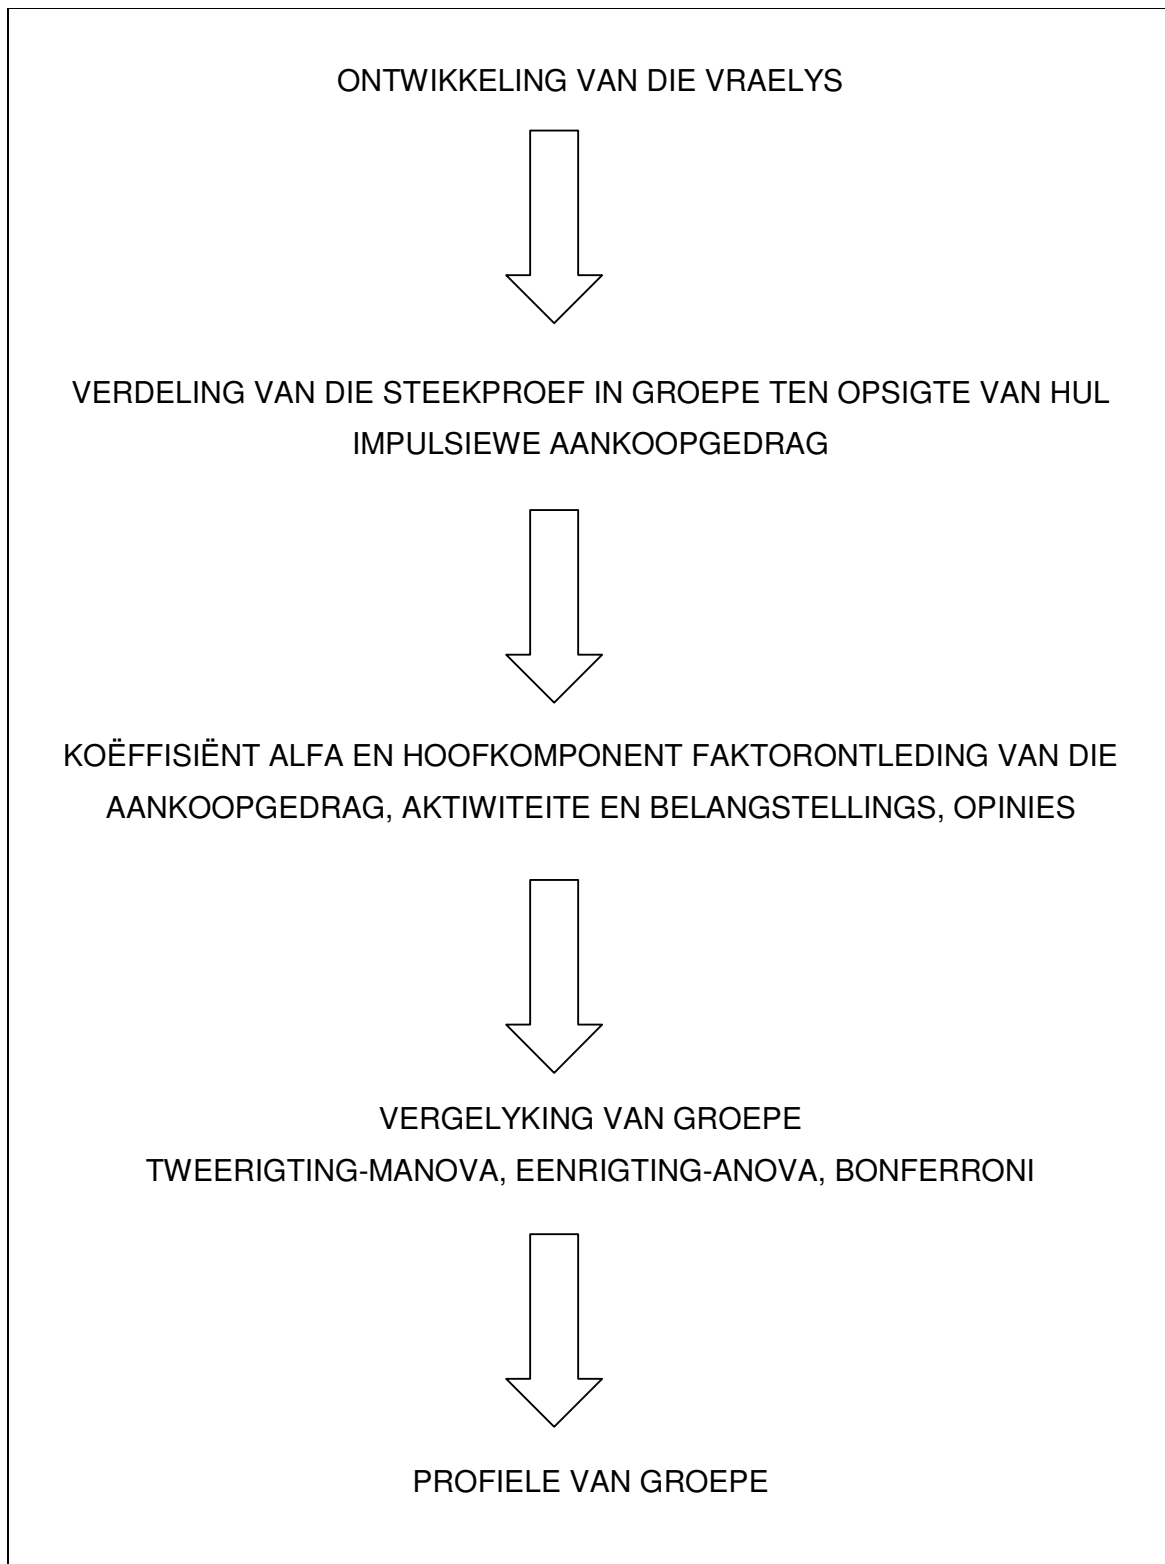 ONTWIKKELING VAN DIE VRAELYS
VERDELING VAN DIE STEEKPROEF IN GROEPE TEN OPSIGTE VAN HUL
IMPULSIEWE AANKOOPGEDRAG
KOËFFISIËNT ALFA EN HOOFKOMPONENT FAKTORONTLEDING VAN DIE
AANKOOPGEDRAG, AKTIWITEITE EN BELANGSTELLINGS, OPINIES
VERGELYKING VAN GROEPE
TWEERIGTING-MANOVA, EENRIGTING-ANOVA, BONFERRONI
PROFIELE VAN GROEPE